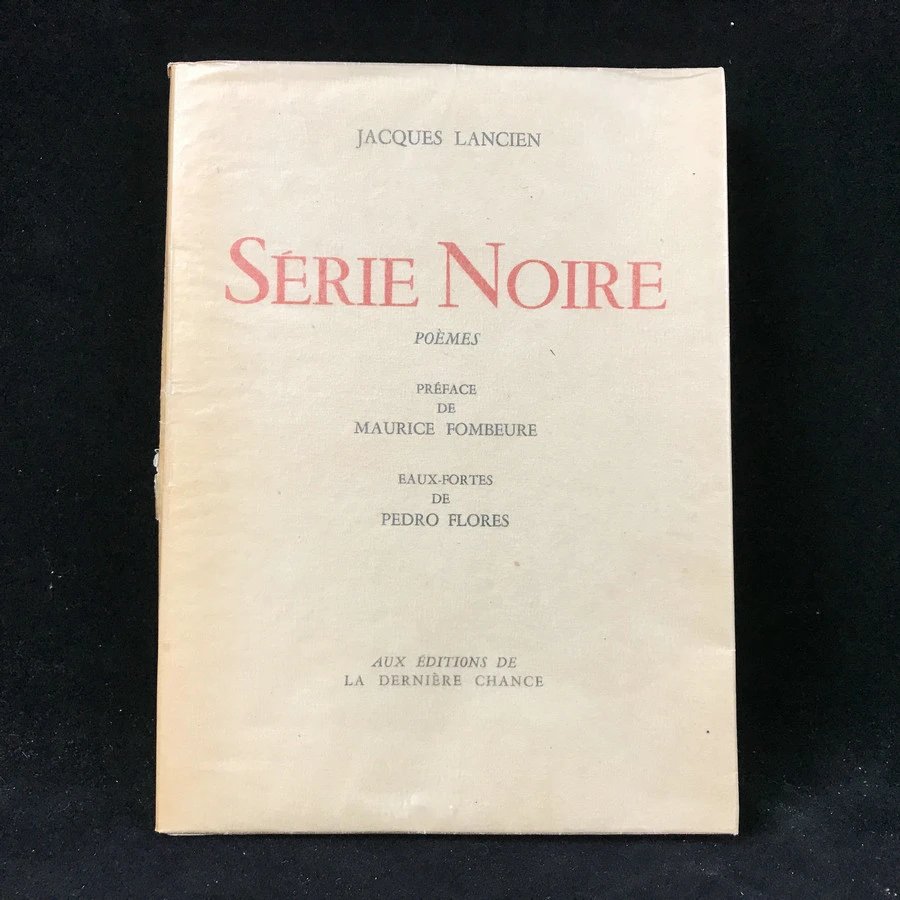 JACQUES LANCIEN
SÉRIE NOIRE
POÈMES
PRÉFACE
DE
MAURICE FOMBEURE
EAUX-FORTES
DE
PEDRO FLORES
AUX ÉDITIONS DE
LA DERNIÈRE CHANCE